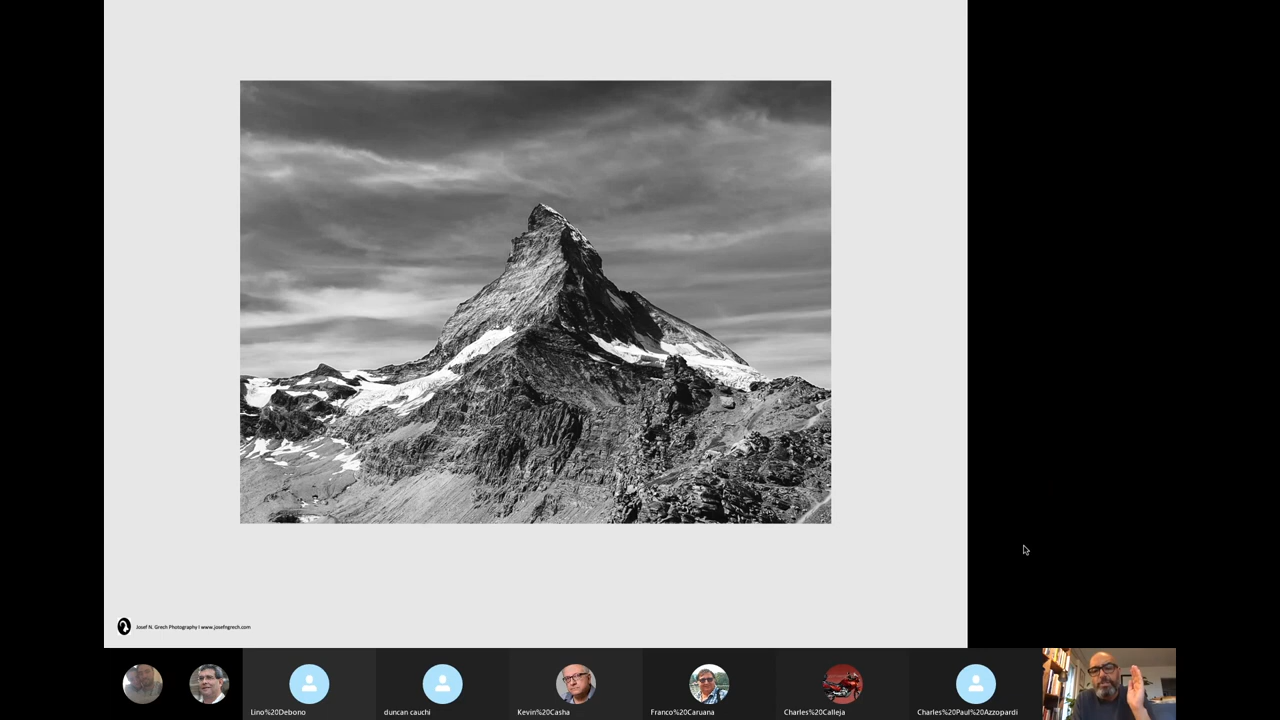 Josef N. Grech Photography I www.josefngrech.com
Lino%20Debono
duncan cauchi
Kevin%20Casha
Franco%20Caruana
Charles%20Calleja
Charles%20Paul%20Azzopardi